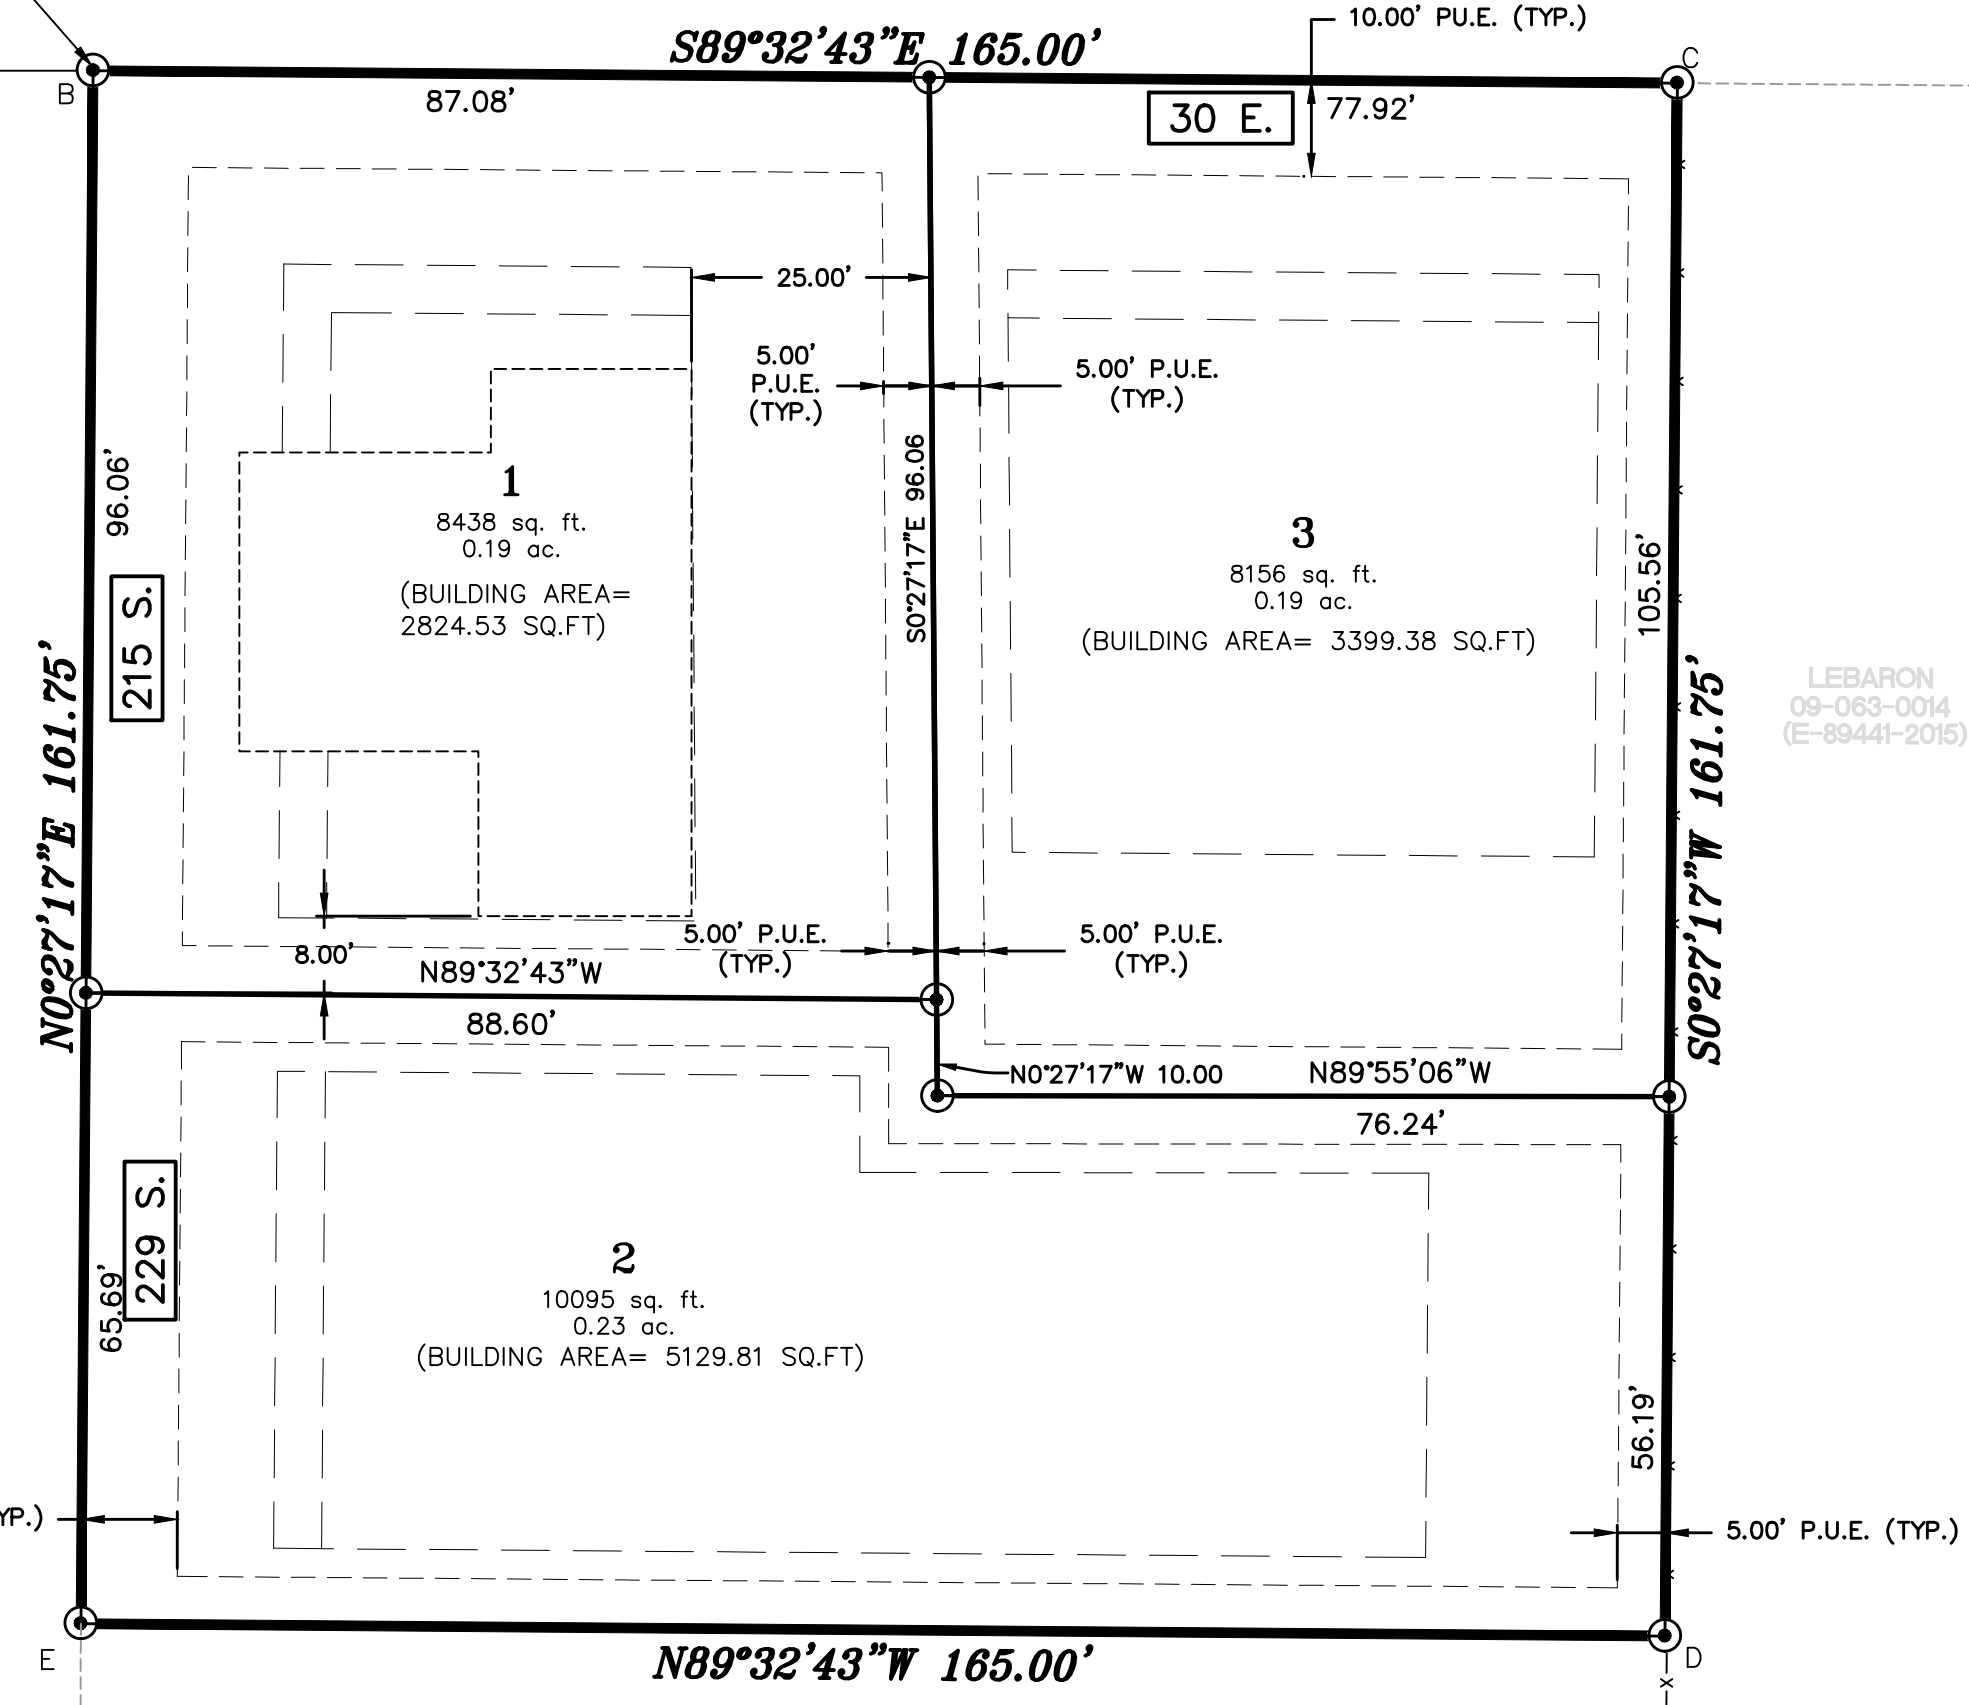 10.00' PU.E. (TYP.)
S89°32'43"E 165.00'
C
B
87.08'
30 E.
77.92'
25.00'
5.00'
P.U.E.
(TYP.)
5.00' P.U.E.
(TYP.)
96.06'
S0°27'17"E 96.06
1
8438 sq. ft.
0.19 ac.
(BUILDING AREA=
2824.53 SQ.FT)
3
8156 sq. ft.
0.19 ac.
(BUILDING AREA= 3399.38 SQ.FT)
105.56'
215 S.
N0°27'17"E 161.75'
S0°27'17"W 161.75'
LEBARON
09-063-0014
(E-89441-2015)
5.00' P.U.E.
(TYP.)
5.00' P.U.E.
(TYP.)
8.00'
N89°32'43"W
88.60'
N0°27'17"W 10.00
N89°55'06"W
76.24'
229 S.
65.69'
2
10095 sq. ft.
0.23 ac.
(BUILDING AREA= 5129.81 SQ.FT)
56.19'
YP.)
5.00' P.U.E. (TYP.)
E
N89°32'43"W 165.00'
D